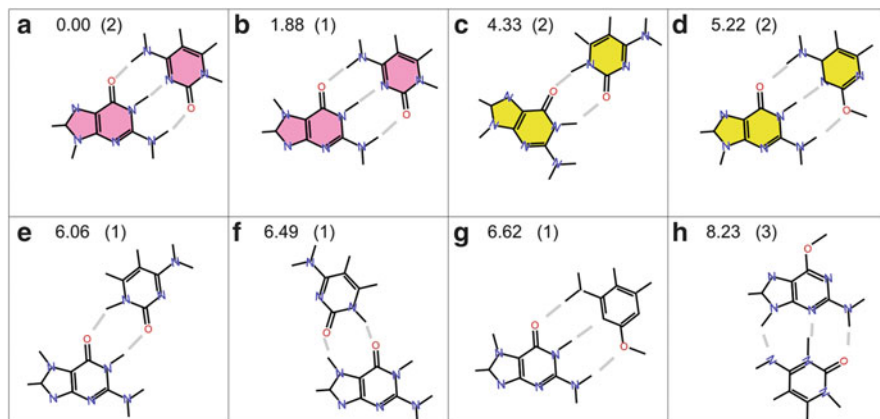 a 0.00 (2)
b 1.88 (1)
c 4.33 (2)
d 5.22 (2)
e 6.06 (1)
f 6.49 (1)
g 6.62 (1)
h 8.23 (3)